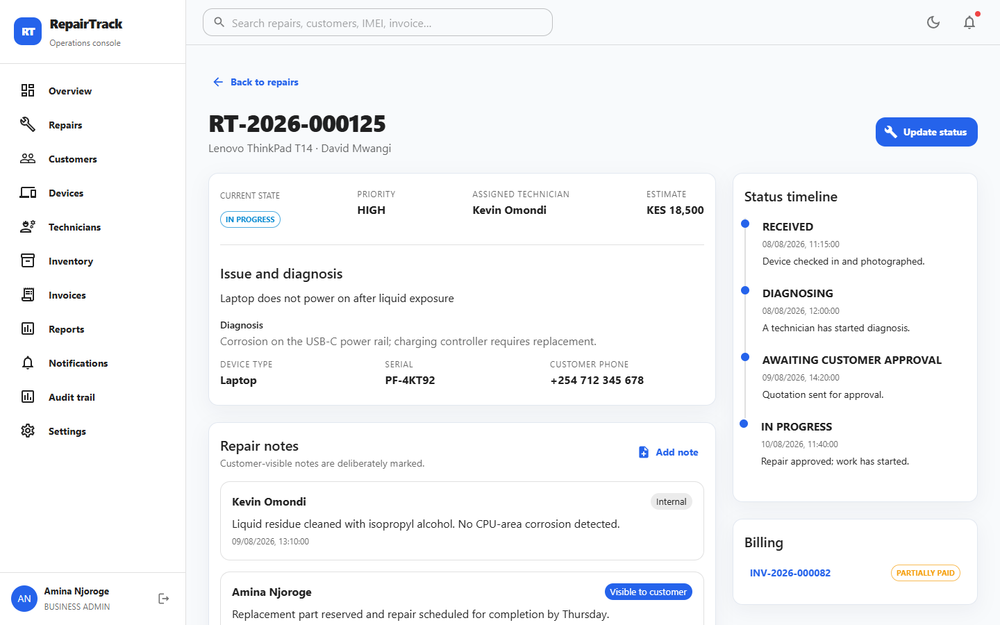 RT
RepairTrack
Operations console
Search repairs, customers, IMEI, invoice...
Overview
Repairs
Customers
Devices
Technicians
Inventory
Invoices
Reports
Notifications
Audit trail
Settings
AN
Amina Njoroge
BUSINESS ADMIN
Back to repairs
RT-2026-000125
Lenovo ThinkPad T14 · David Mwangi
Update status
CURRENT STATE
IN PROGRESS
PRIORITY
HIGH
ASSIGNED TECHNICIAN
Kevin Omondi
ESTIMATE
KES 18,500
Issue and diagnosis
Laptop does not power on after liquid exposure
Diagnosis
Corrosion on the USB-C power rail; charging controller requires replacement.
DEVICE TYPE
Laptop
SERIAL
PF-4KT92
CUSTOMER PHONE
+254 712 345 678
Repair notes
Customer-visible notes are deliberately marked.
Add note
Kevin Omondi
Internal
Liquid residue cleaned with isopropyl alcohol. No CPU-area corrosion detected.
09/08/2026, 13:10:00
Amina Njoroge
Visible to customer
Replacement part reserved and repair scheduled for completion by Thursday.
Status timeline
RECEIVED
08/08/2026, 11:15:00
Device checked in and photographed.
DIAGNOSING
08/08/2026, 12:00:00
A technician has started diagnosis.
AWAITING CUSTOMER APPROVAL
09/08/2026, 14:20:00
Quotation sent for approval.
IN PROGRESS
10/08/2026, 11:40:00
Repair approved; work has started.
Billing
INV-2026-000082
PARTIALLY PAID